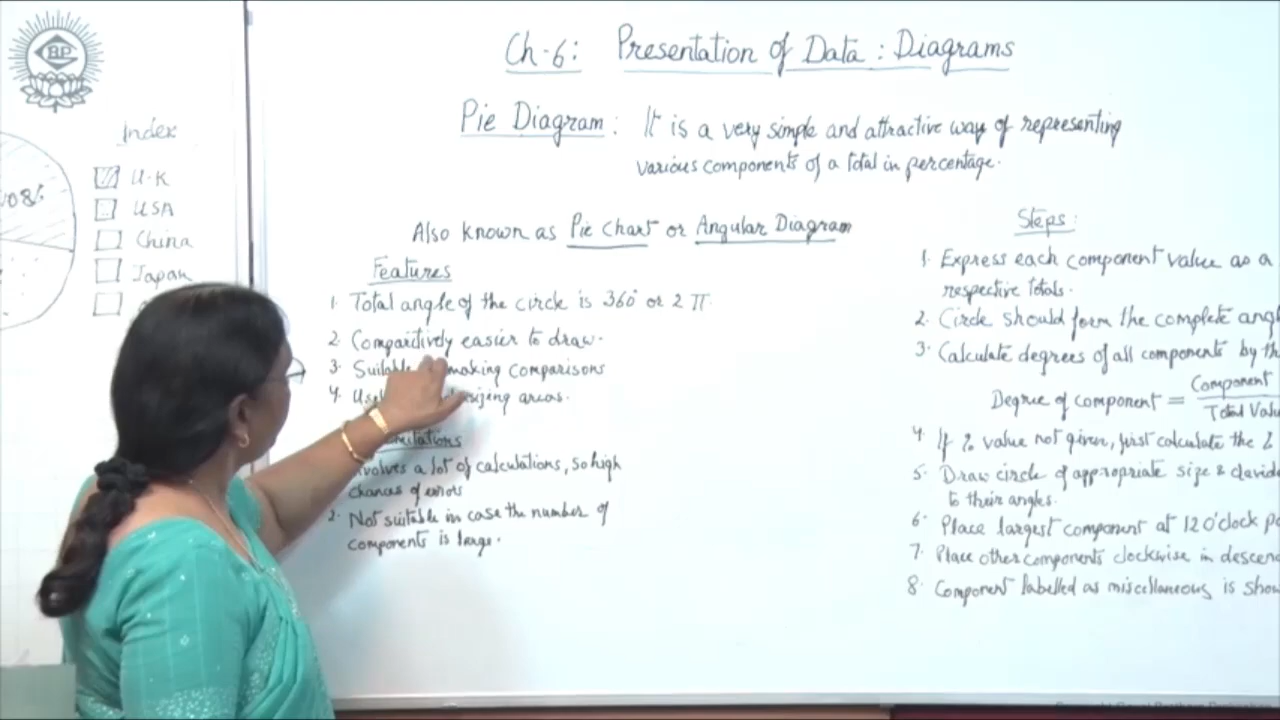 BP
Index
U.K
USA
China
Japan
08%
Ch-6: Presentation of Data : Diagrams
Pie Diagram: It is a very simple and attractive way of representing
various components of a total in percentage.
Also known as Pie Chart or Angular Diagram
Features
1. Total angle of the circle is 360° or 2 π.
2. Comparitively easier to draw.
3. Suitable making comparisons
4. areas.
1. Involves a lot of calculations, so high
chances of errors
2. Not suitable in case the number of
components is large.
Steps:
1. Express each component value as a
respective totals.
2. Circle should form the complete angl
3. Calculate degrees of all components by th
Degree of component = Component
Total Valu
4. If % value not given, first calculate the %
5. Draw circle of appropriate size & divide
to their angles.
6. Place largest component at 12 O'clock po
7. Place other components clockwise in descen
8. Component labelled as miscellaneous is show